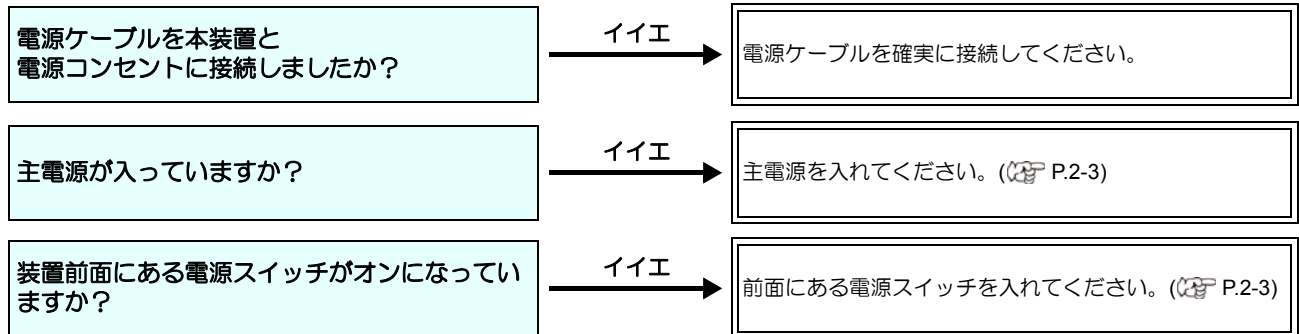 電源ケーブルを本装置と
電源コンセントに接続しましたか？
イイエ
電源ケーブルを確実に接続してください。
主電源が入っていますか？
イイエ
主電源を入れてください。( P.2-3)
装置前面にある電源スイッチがオンになってい
ますか？
イイエ
前面にある電源スイッチを入れてください。( P.2-3)